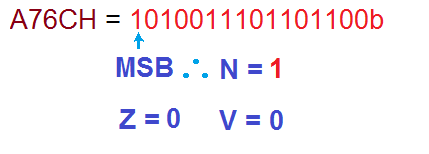 A76CH = 1010011101101100b
MSB ∴ N = 1
Z = 0 V = 0